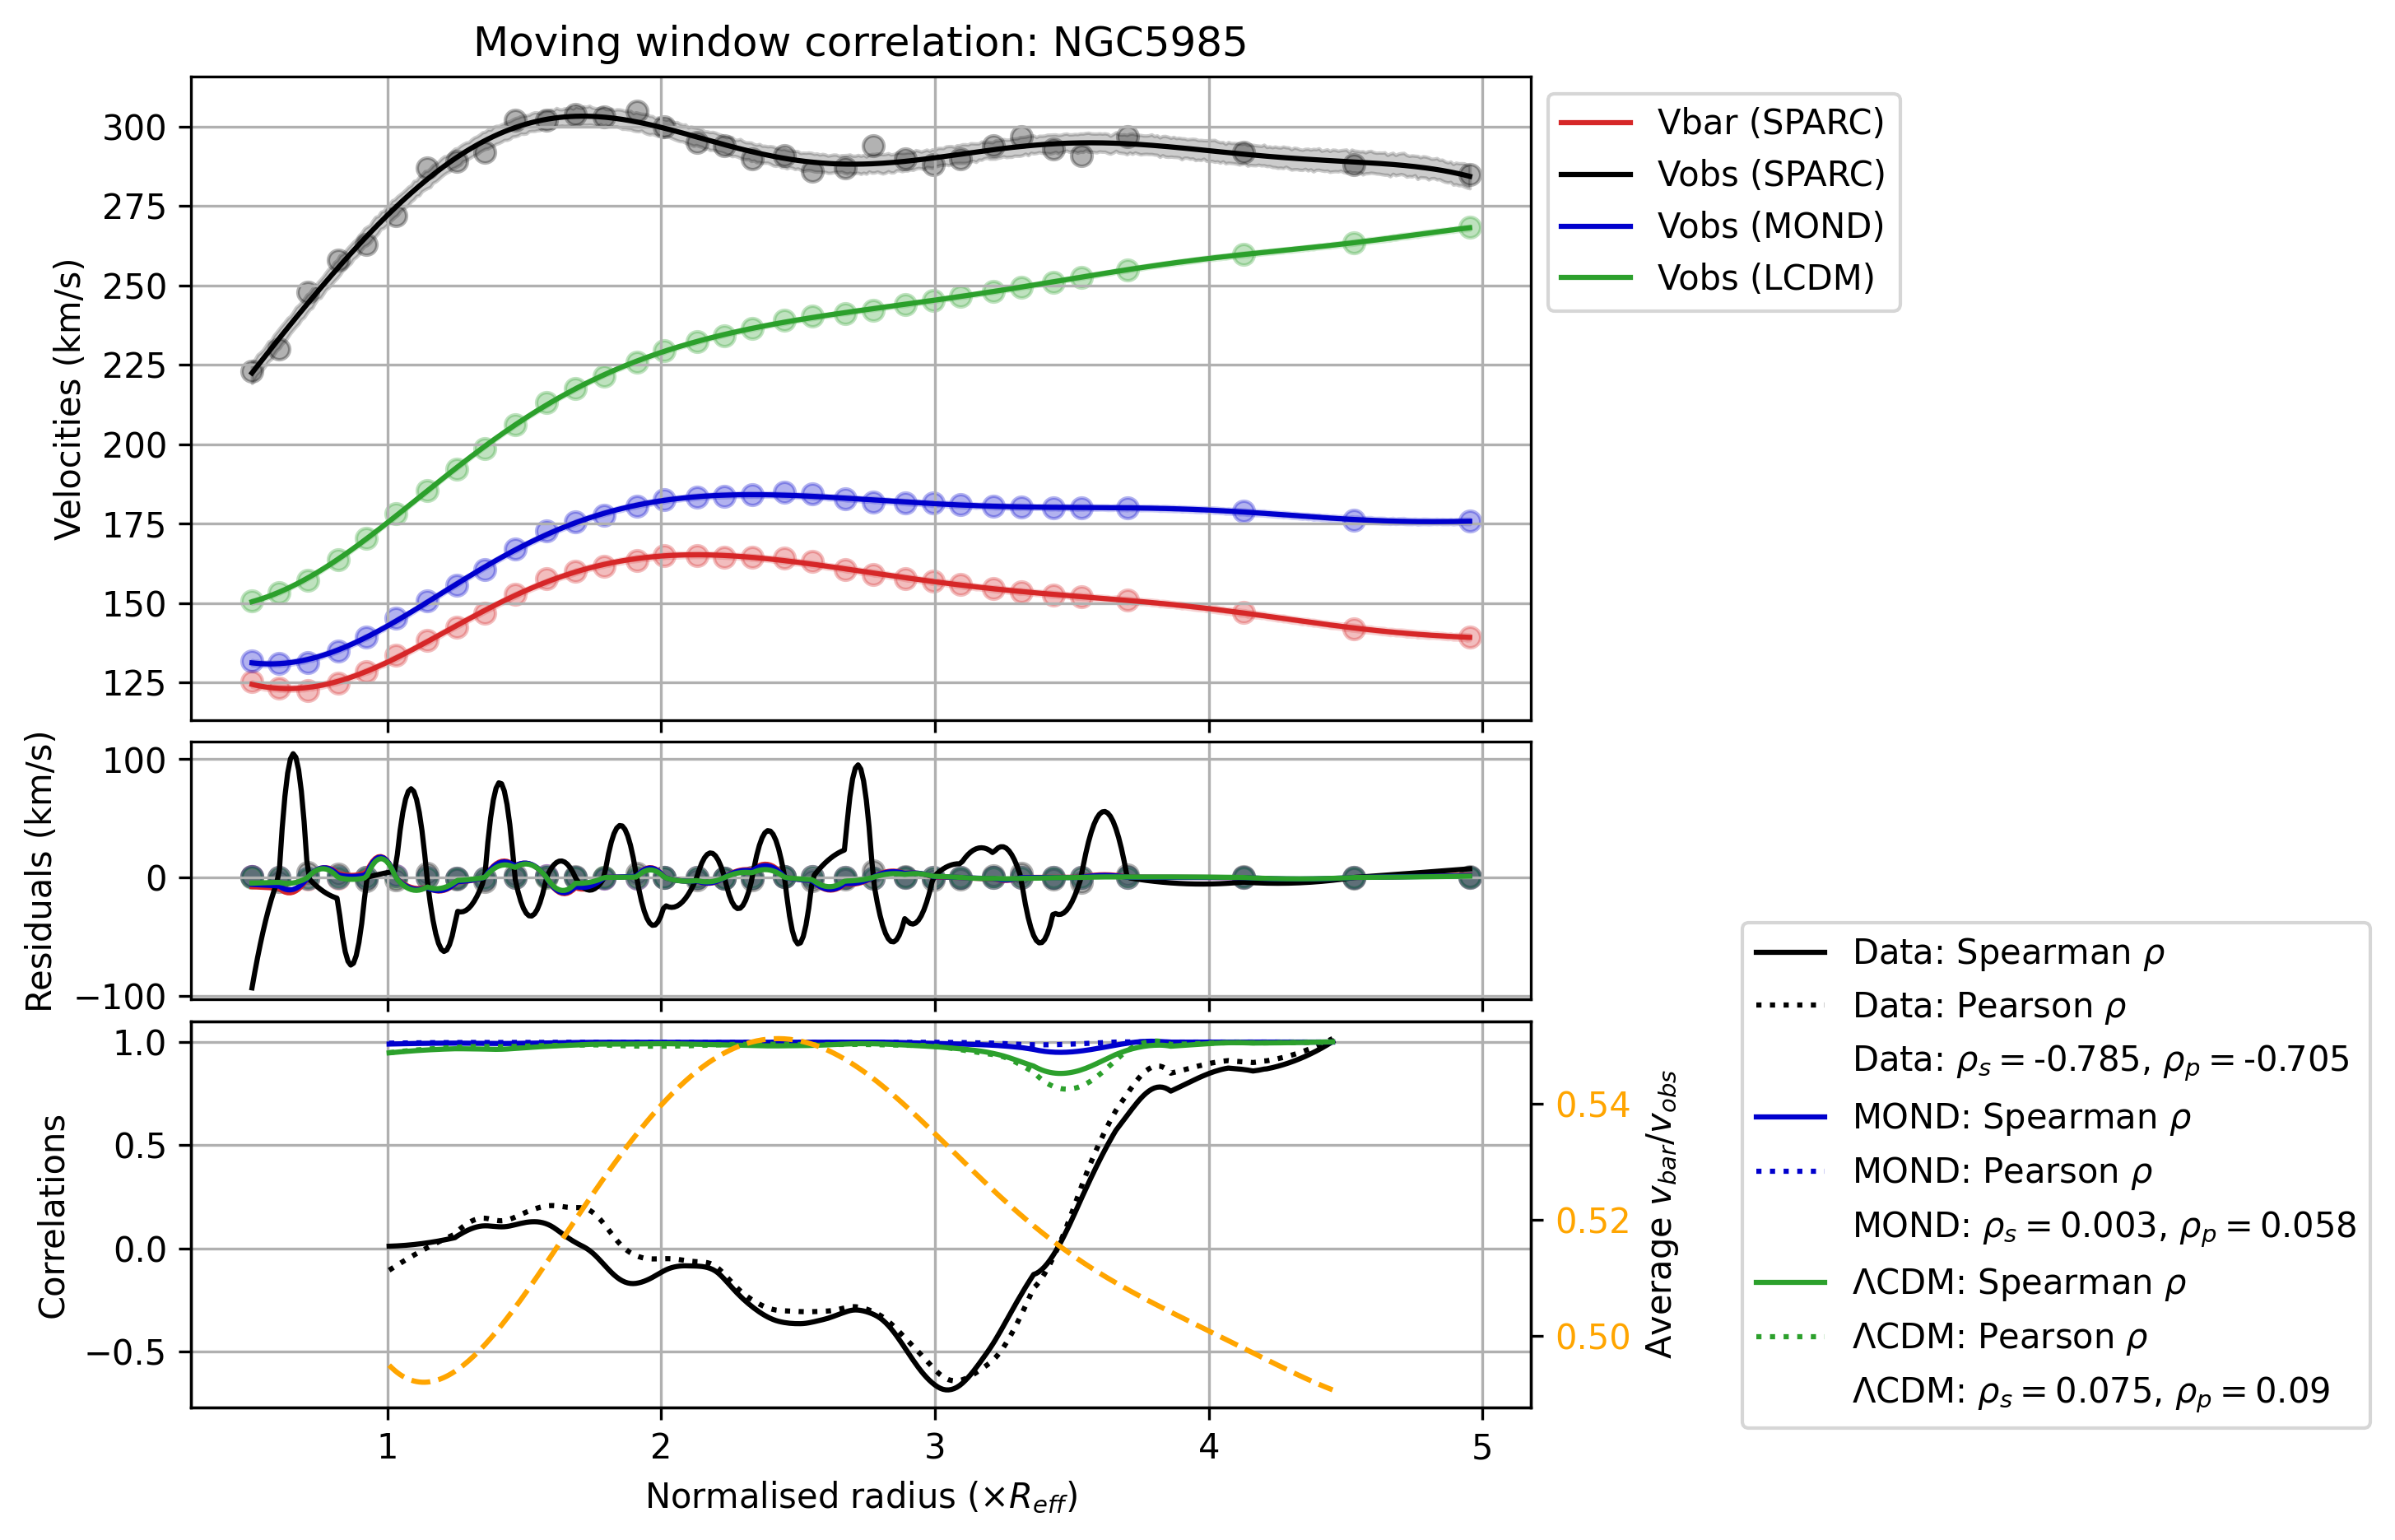 Moving window correlation: NGC5985
Velocities (km/s)
300
275
250
225
200
175
150
125
Vbar (SPARC)
Vobs (SPARC)
Vobs (MOND)
Vobs (LCDM)
Residuals (km/s)
100
0
−100
Correlations
1.0
0.5
0.0
−0.5
0.54
0.52
0.50
Average v_bar/v_obs
1 2 3 4 5
Normalised radius (×R_eff)
Data: Spearman ρ
Data: Pearson ρ
Data: ρ_s = -0.785, ρ_p = -0.705
MOND: Spearman ρ
MOND: Pearson ρ
MOND: ρ_s = 0.003, ρ_p = 0.058
ΛCDM: Spearman ρ
ΛCDM: Pearson ρ
ΛCDM: ρ_s = 0.075, ρ_p = 0.09